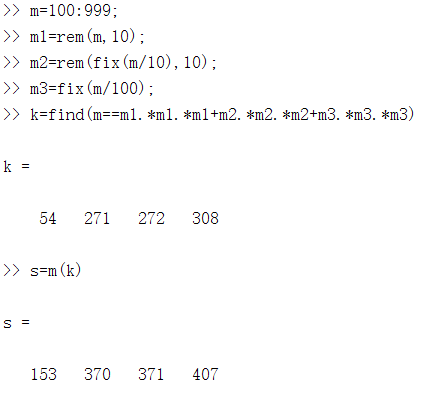 >> m=100:999;
>> m1=rem(m,10);
>> m2=rem(fix(m/10),10);
>> m3=fix(m/100);
>> k=find(m==m1.*m1.*m1+m2.*m2.*m2+m3.*m3.*m3)
k =
54 271 272 308
>> s=m(k)
s =
153 370 371 407